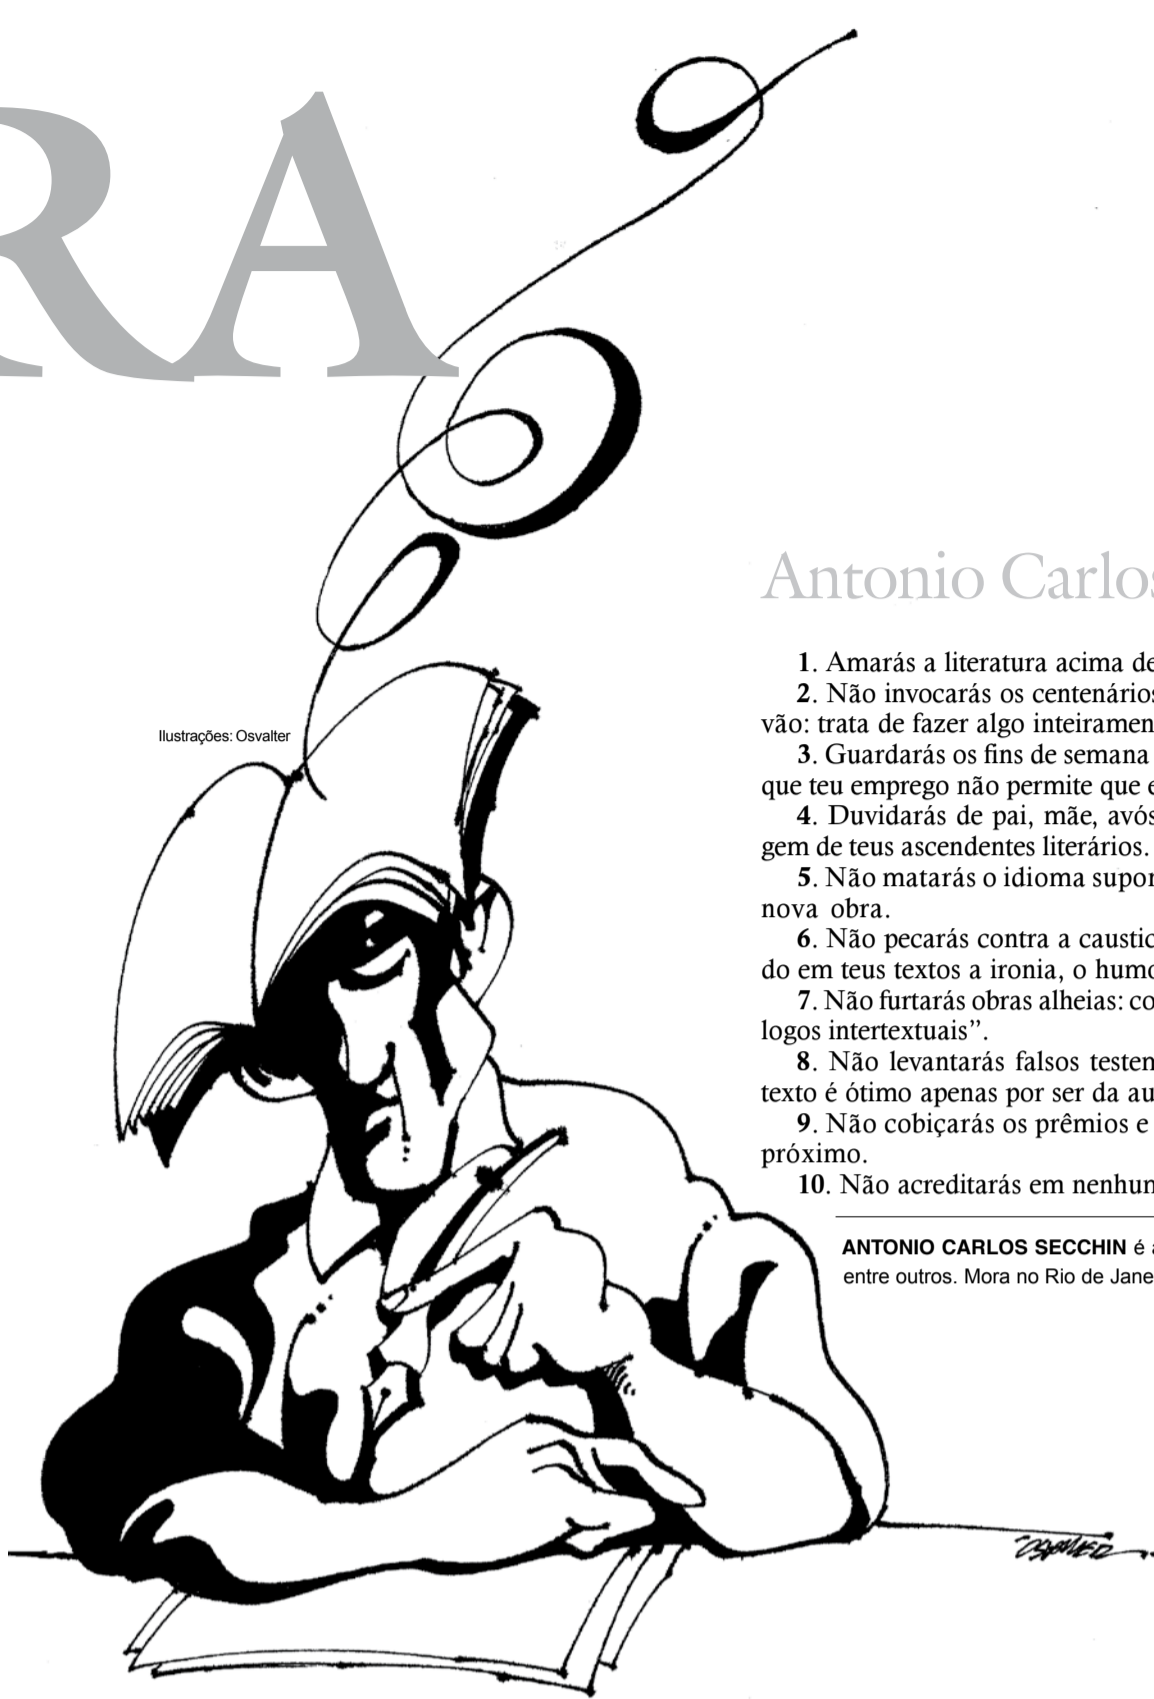 RA
Antonio Carlos
1. Amarás a literatura acima de
2. Não invocarás os centenários
vão: trata de fazer algo inteiramen
3. Guardarás os fins de semana
que teu emprego não permite que e
4. Duvidarás de pai, mãe, avós
gem de teus ascendentes literários.
5. Não matarás o idioma supor
nova obra.
6. Não pecarás contra a caustic
do em teus textos a ironia, o humo
7. Não furtarás obras alheias: co
logos intertextuais”.
8. Não levantarás falsos testen
texto é ótimo apenas por ser da au
9. Não cobiçarás os prêmios e
próximo.
10. Não acreditarás em nenhun
ANTONIO CARLOS SECCHIN é a
entre outros. Mora no Rio de Jane
Ilustrações: Osvalter